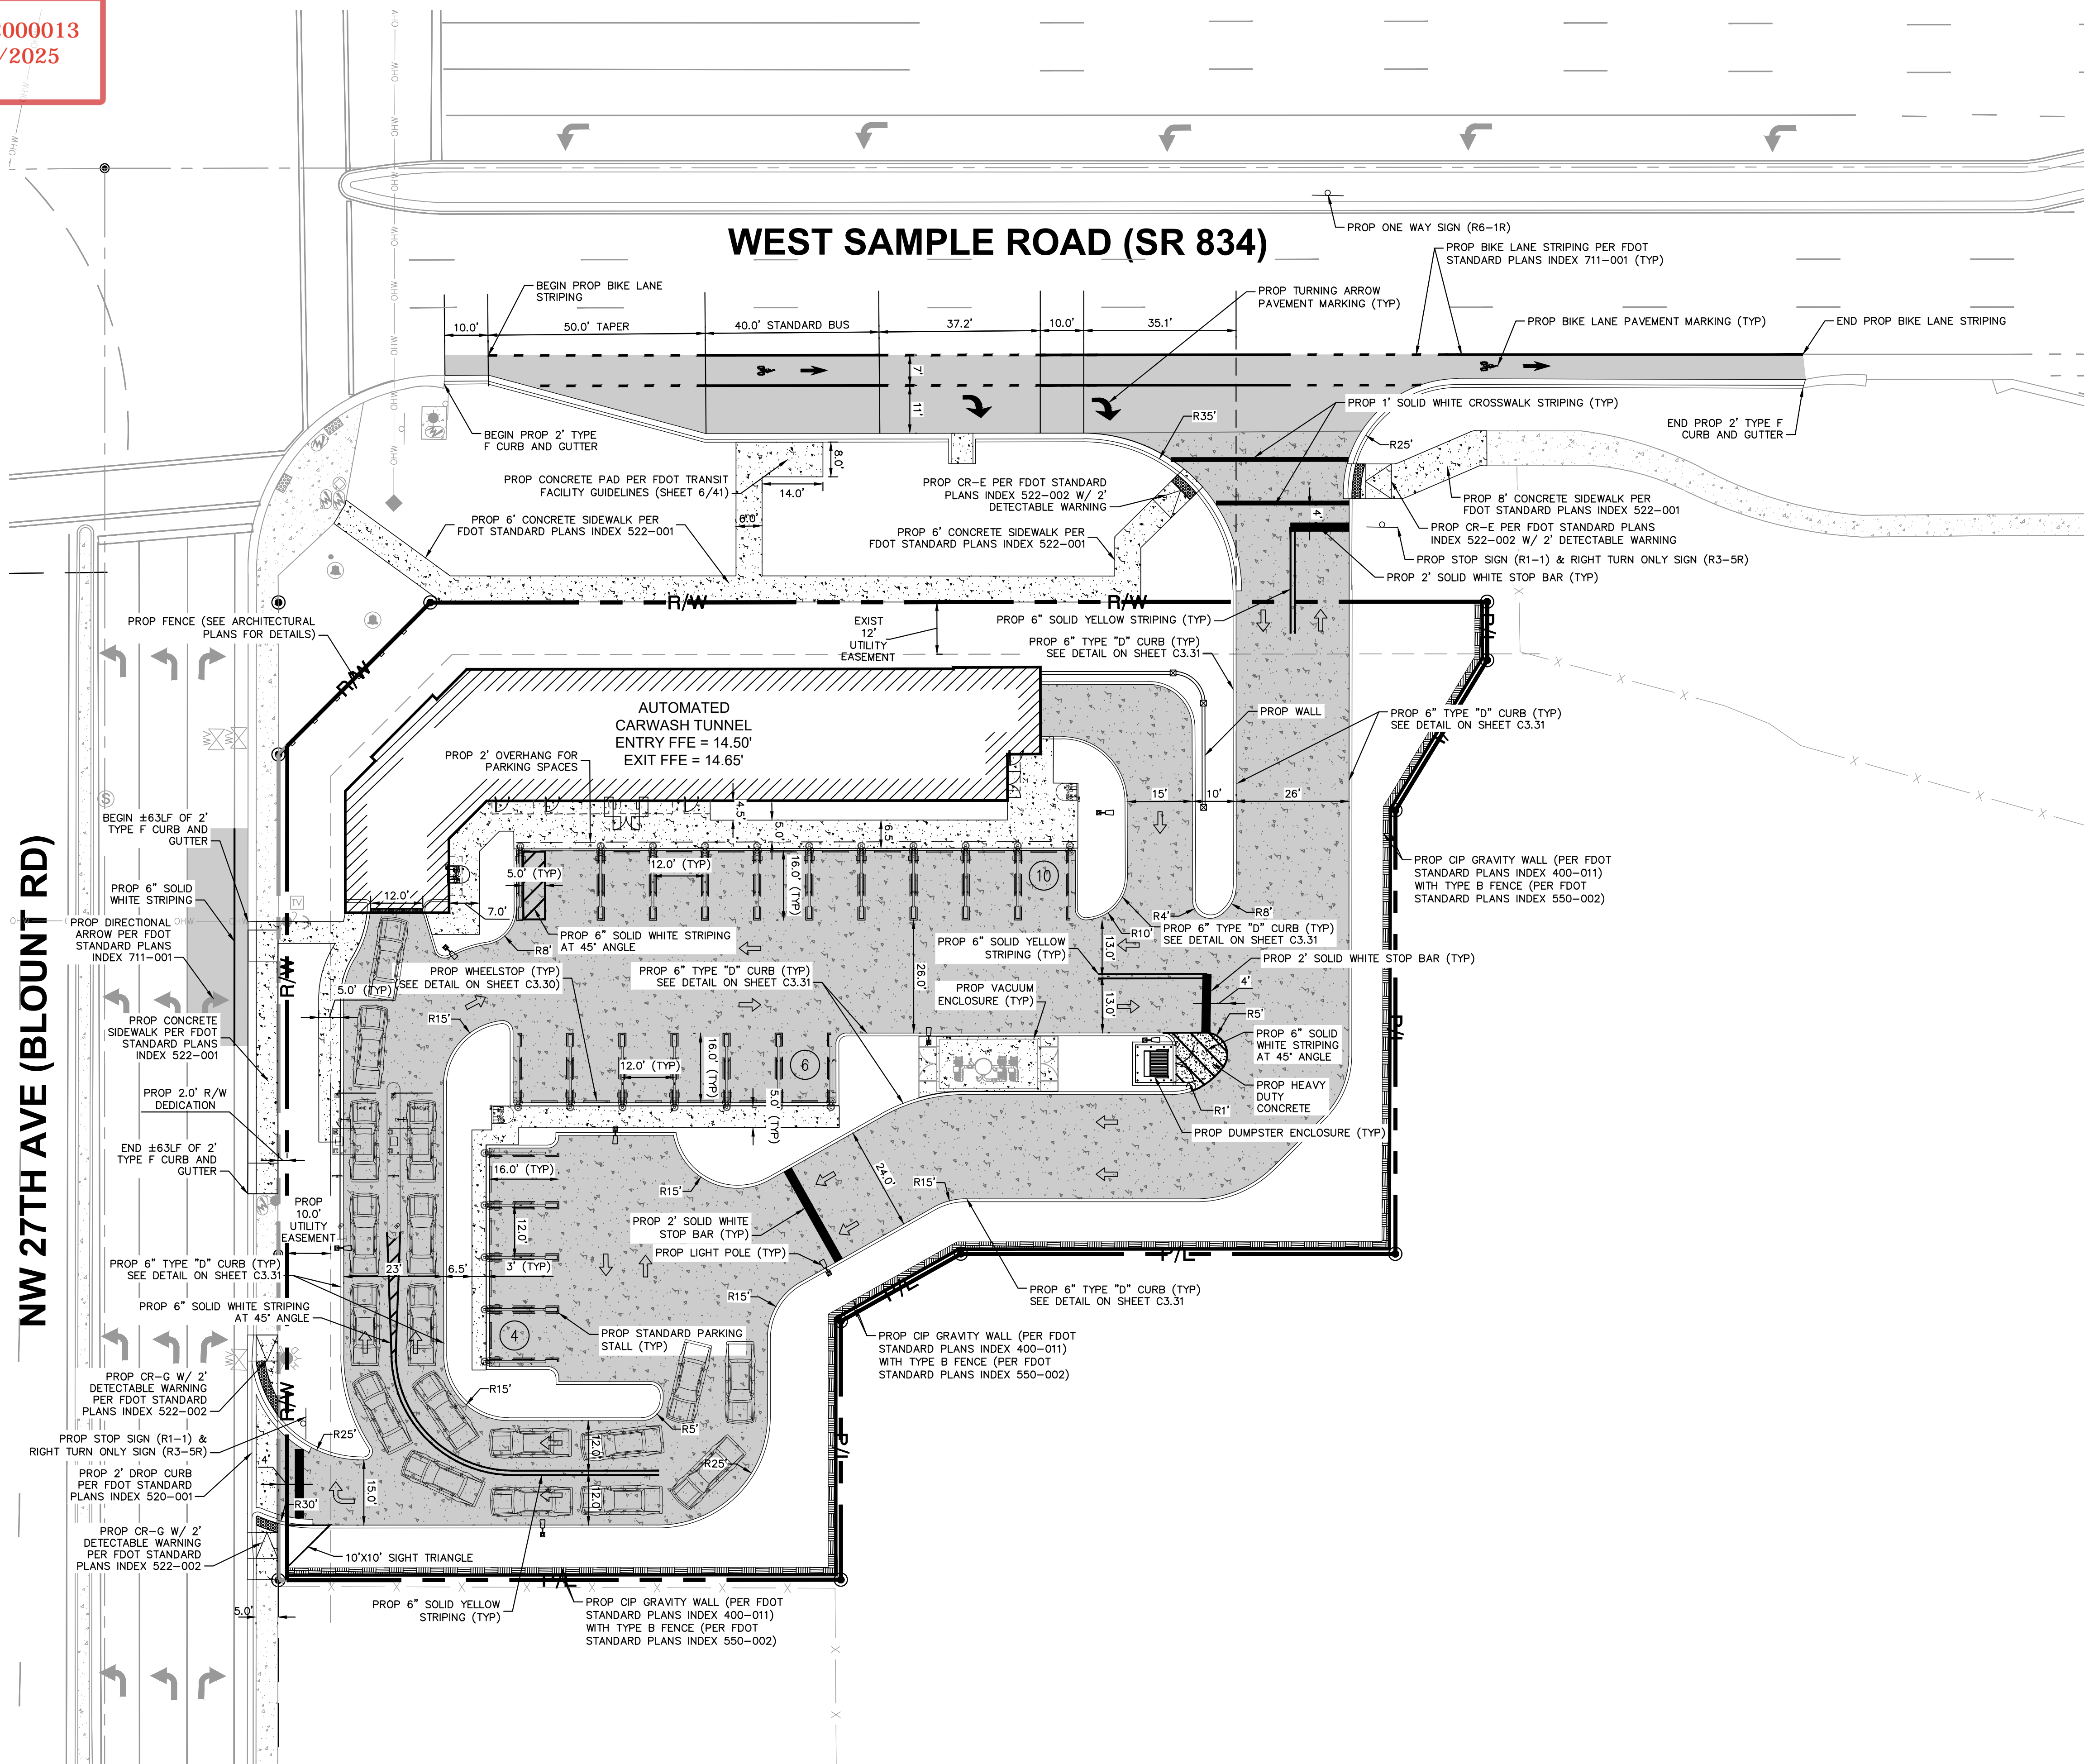 000013
/2025
WEST SAMPLE ROAD (SR 834)
PROP ONE WAY SIGN (R6-1R)
PROP BIKE LANE STRIPING PER FDOT
STANDARD PLANS INDEX 711-001 (TYP)
BEGIN PROP BIKE LANE
STRIPING
PROP TURNING ARROW
PAVEMENT MARKING (TYP)
10.0'
50.0' TAPER
40.0' STANDARD BUS
37.2'
10.0'
35.1'
PROP BIKE LANE PAVEMENT MARKING (TYP)
END PROP BIKE LANE STRIPING
7'
11'
PROP 1' SOLID WHITE CROSSWALK STRIPING (TYP)
R35'
BEGIN PROP 2' TYPE
F CURB AND GUTTER
END PROP 2' TYPE F
CURB AND GUTTER
R25'
PROP CONCRETE PAD PER FDOT TRANSIT
FACILITY GUIDELINES (SHEET 6/41)
8.0'
14.0'
6.0'
PROP CR-E PER FDOT STANDARD
PLANS INDEX 522-002 W/ 2'
DETECTABLE WARNING
PROP 8' CONCRETE SIDEWALK PER
FDOT STANDARD PLANS INDEX 522-001
PROP 6' CONCRETE SIDEWALK PER
FDOT STANDARD PLANS INDEX 522-001
PROP 6' CONCRETE SIDEWALK PER
FDOT STANDARD PLANS INDEX 522-001
4'
PROP CR-E PER FDOT STANDARD PLANS
INDEX 522-002 W/ 2' DETECTABLE WARNING
PROP STOP SIGN (R1-1) & RIGHT TURN ONLY SIGN (R3-5R)
PROP 2' SOLID WHITE STOP BAR (TYP)
R/W
R/W
PROP FENCE (SEE ARCHITECTURAL
PLANS FOR DETAILS)
EXIST
12'
UTILITY
EASEMENT
PROP 6" SOLID YELLOW STRIPING (TYP)
PROP 6" TYPE "D" CURB (TYP)
SEE DETAIL ON SHEET C3.31
P/L
R/W
AUTOMATED
CARWASH TUNNEL
ENTRY FFE = 14.50'
EXIT FFE = 14.65'
PROP WALL
PROP 6" TYPE "D" CURB (TYP)
SEE DETAIL ON SHEET C3.31
PROP 2' OVERHANG FOR
PARKING SPACES
4.5'
5.0'
6.5'
15'
10'
26'
BEGIN ±63LF OF 2'
TYPE F CURB AND
GUTTER
PROP 6" SOLID
WHITE STRIPING
PROP DIRECTIONAL
ARROW PER FDOT
STANDARD PLANS
INDEX 711-001
NW 27TH AVE (BLOUNT RD)
12.0' (TYP)
5.0' (TYP)
16.0' (TYP)
10
PROP CIP GRAVITY WALL (PER FDOT
STANDARD PLANS INDEX 400-011)
WITH TYPE B FENCE (PER FDOT
STANDARD PLANS INDEX 550-002)
TV
S
12.0'
7.0'
R8'
PROP 6" SOLID WHITE STRIPING
AT 45° ANGLE
R4'
R8'
R10'
PROP 6" TYPE "D" CURB (TYP)
SEE DETAIL ON SHEET C3.31
PROP 6" SOLID YELLOW
STRIPING (TYP)
13.0'
13.0'
26.0'
PROP 2' SOLID WHITE STOP BAR (TYP)
4'
PROP WHEELSTOP (TYP)
(SEE DETAIL ON SHEET C3.30)
PROP 6" TYPE "D" CURB (TYP)
SEE DETAIL ON SHEET C3.31
PROP VACUUM
ENCLOSURE (TYP)
5.0' (TYP)
R/W
R15'
R5'
PROP 6" SOLID
WHITE STRIPING
AT 45° ANGLE
P/L
PROP CONCRETE
SIDEWALK PER FDOT
STANDARD PLANS
INDEX 522-001
12.0' (TYP)
16.0' (TYP)
6
5.0' (TYP)
PROP HEAVY
DUTY
CONCRETE
R1'
PROP DUMPSTER ENCLOSURE (TYP)
PROP 2.0' R/W
DEDICATION
END ±63LF OF 2'
TYPE F CURB AND
GUTTER
16.0' (TYP)
24.0'
R15'
R15'
PROP
10.0'
UTILITY
EASEMENT
12.0'
PROP 2' SOLID WHITE
STOP BAR (TYP)
PROP LIGHT POLE (TYP)
P/L
PROP 6" TYPE "D" CURB (TYP)
SEE DETAIL ON SHEET C3.31
23'
6.5'
3' (TYP)
R15'
PROP 6" TYPE "D" CURB (TYP)
SEE DETAIL ON SHEET C3.31
P/L
PROP 6" SOLID WHITE STRIPING
AT 45° ANGLE
4
PROP STANDARD PARKING
STALL (TYP)
PROP CIP GRAVITY WALL (PER FDOT
STANDARD PLANS INDEX 400-011)
WITH TYPE B FENCE (PER FDOT
STANDARD PLANS INDEX 550-002)
PROP CR-G W/ 2'
DETECTABLE WARNING
PER FDOT STANDARD
PLANS INDEX 522-002
R/W
R15'
R5'
PROP STOP SIGN (R1-1) &
RIGHT TURN ONLY SIGN (R3-5R)
R25'
12.0'
12.0'
R25'
P/L
4'
15.0'
PROP 2' DROP CURB
PER FDOT STANDARD
PLANS INDEX 520-001
R30'
PROP CR-G W/ 2'
DETECTABLE WARNING
PER FDOT STANDARD
PLANS INDEX 522-002
10'X10' SIGHT TRIANGLE
P/L
5.0'
PROP 6" SOLID YELLOW
STRIPING (TYP)
PROP CIP GRAVITY WALL (PER FDOT
STANDARD PLANS INDEX 400-011)
WITH TYPE B FENCE (PER FDOT
STANDARD PLANS INDEX 550-002)